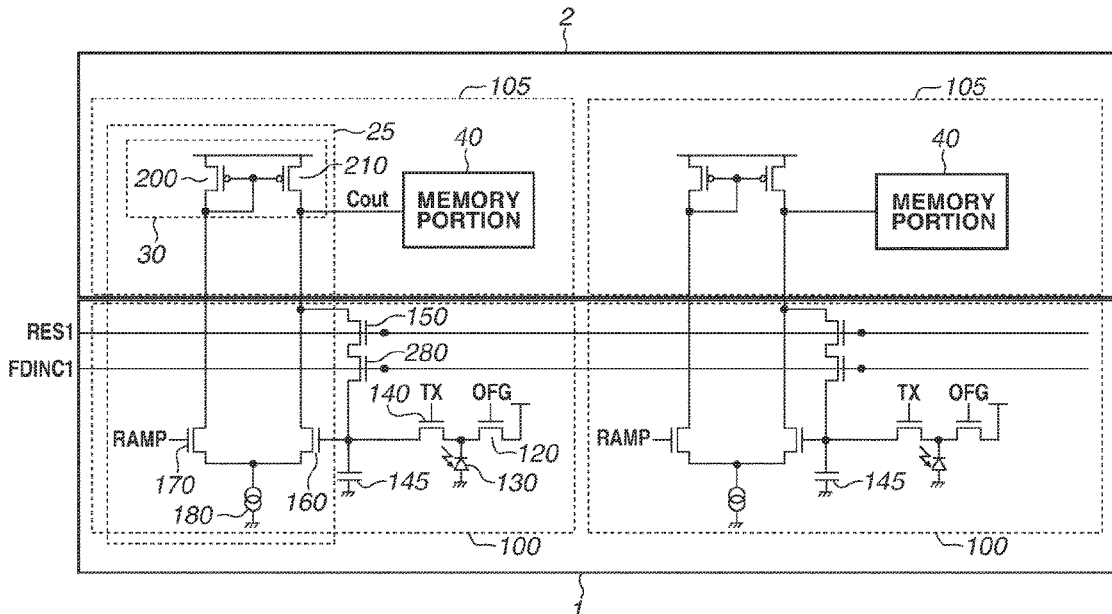 2
105
105
25
40
40
200
210
Cout
MEMORY
PORTION
MEMORY
PORTION
30
RES1
150
FDINC1
280
140
TX
OFG
TX
OFG
RAMP
120
RAMP
170
160
145
130
145
180
100
100
1